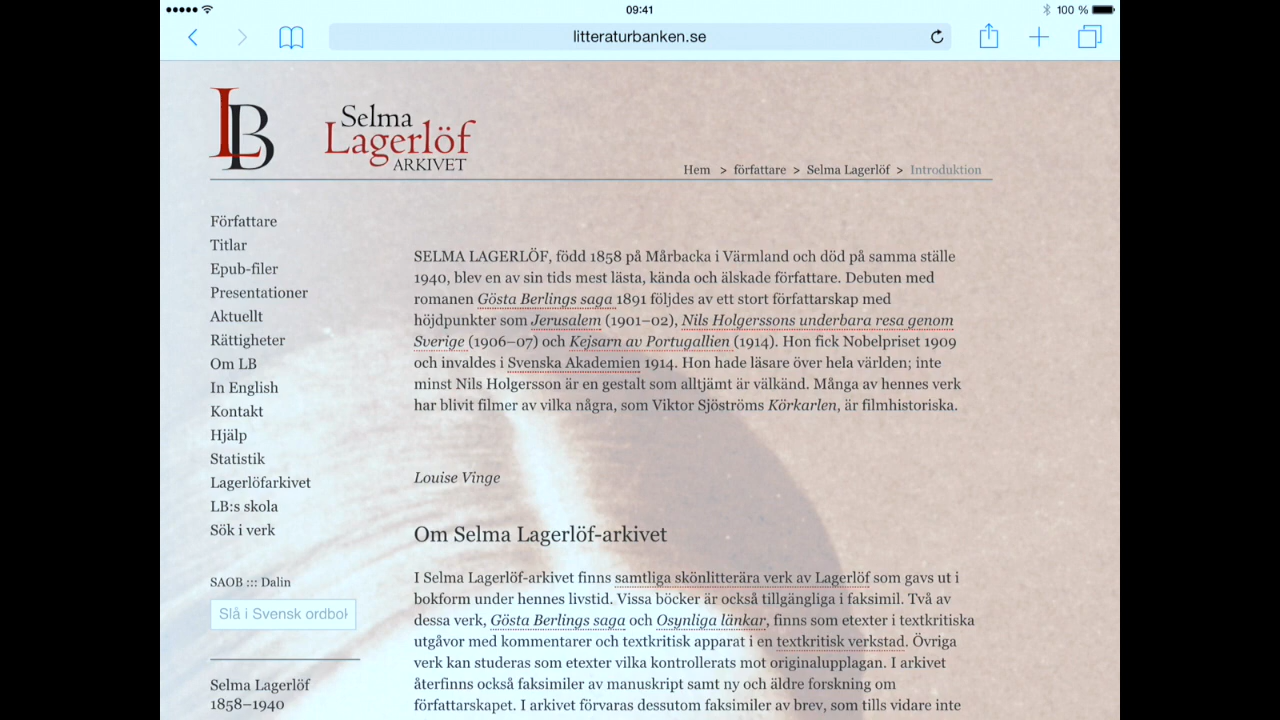 09:41
100 %
litteraturbanken.se
LB
Selma
Lagerlöf
ARKIVET
Hem > författare > Selma Lagerlöf > Introduktion
Författare
Titlar
Epub-filer
Presentationer
Aktuellt
Rättigheter
Om LB
In English
Kontakt
Hjälp
Statistik
Lagerlöfarkivet
LB:s skola
Sök i verk
SAOB ::: Dalin
Slå i Svensk ordbok
Selma Lagerlöf
1858–1940
SELMA LAGERLÖF, född 1858 på Mårbacka i Värmland och död på samma ställe
1940, blev en av sin tids mest lästa, kända och älskade författare. Debuten med
romanen Gösta Berlings saga 1891 följdes av ett stort författarskap med
höjdpunkter som Jerusalem (1901–02), Nils Holgerssons underbara resa genom
Sverige (1906–07) och Kejsarn av Portugallien (1914). Hon fick Nobelpriset 1909
och invaldes i Svenska Akademien 1914. Hon hade läsare över hela världen; inte
minst Nils Holgersson är en gestalt som alltjämt är välkänd. Många av hennes verk
har blivit filmer av vilka några, som Viktor Sjöströms Körkarlen, är filmhistoriska.
Louise Vinge
Om Selma Lagerlöf-arkivet
I Selma Lagerlöf-arkivet finns samtliga skönlitterära verk av Lagerlöf som gavs ut i
bokform under hennes livstid. Vissa böcker är också tillgängliga i faksimil. Två av
dessa verk, Gösta Berlings saga och Osynliga länkar, finns som etexter i textkritiska
utgåvor med kommentarer och textkritisk apparat i en textkritisk verkstad. Övriga
verk kan studeras som etexter vilka kontrollerats mot originalupplagan. I arkivet
återfinns också faksimiler av manuskript samt ny och äldre forskning om
författarskapet. I arkivet förvaras dessutom faksimiler av brev, som tills vidare inte